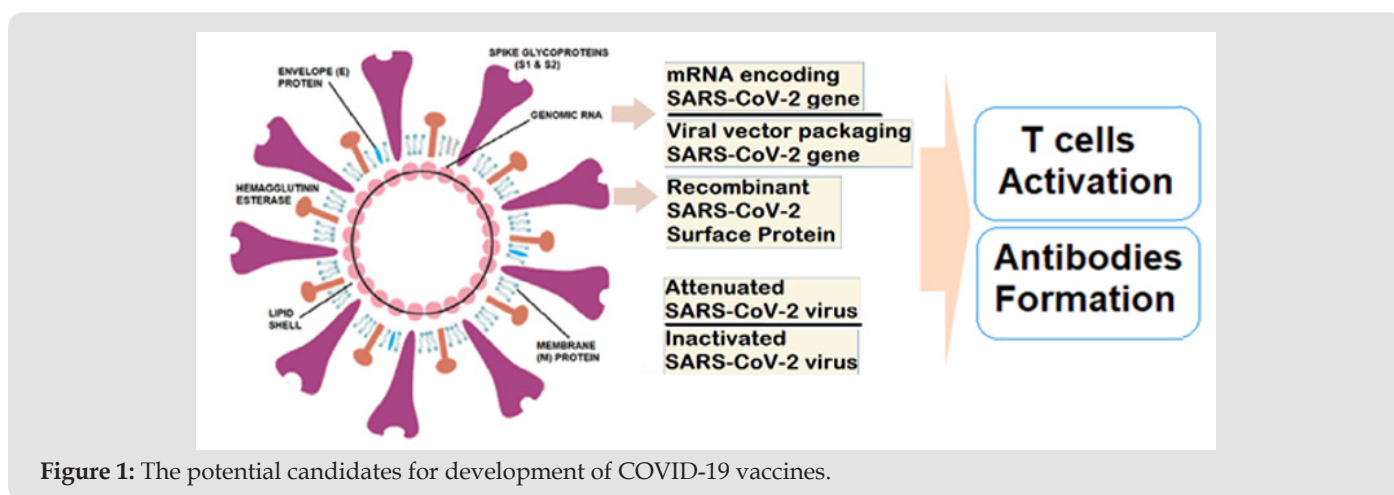 SPIKE GLYCOPROTEINS
(S1 & S2)
ENVELOPE (E)
PROTEIN
GENOMIC RNA
HEMAGGLUTININ
ESTERASE
LIPID
SHELL
MEMBRANE
(M) PROTEIN
mRNA encoding
SARS-CoV-2 gene
Viral vector packaging
SARS-CoV-2 gene
Recombinant
SARS-CoV-2
Surface Protein
Attenuated
SARS-CoV-2 virus
Inactivated
SARS-CoV-2 virus
T cells
Activation
Antibodies
Formation
Figure 1: The potential candidates for development of COVID-19 vaccines.